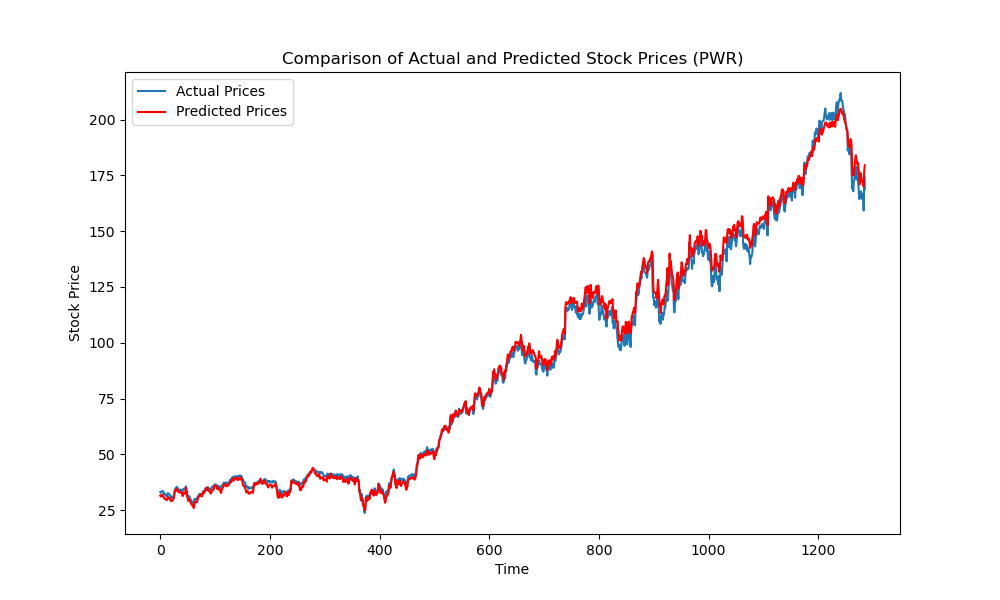 Comparison of Actual and Predicted Stock Prices (PWR)
Actual Prices
Predicted Prices
200
175
150
125
100
75
50
25
Stock Price
0 200 400 600 800 1000 1200
Time